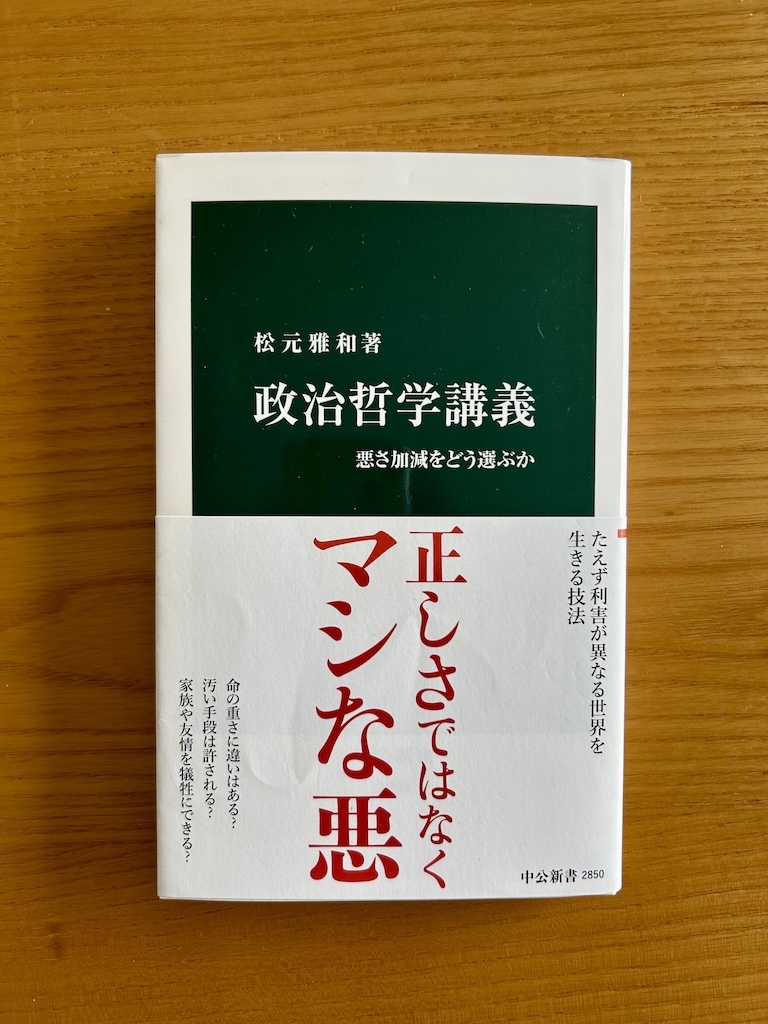 松元雅和著
政治哲学講義
悪さ加減をどう選ぶか
たえず利害が異なる世界を
生きる技法
正しさではなく
マシな悪
命の重さに違いはある？
汚い手段は許される？
家族や友情を犠牲にできる？
中公新書 2850